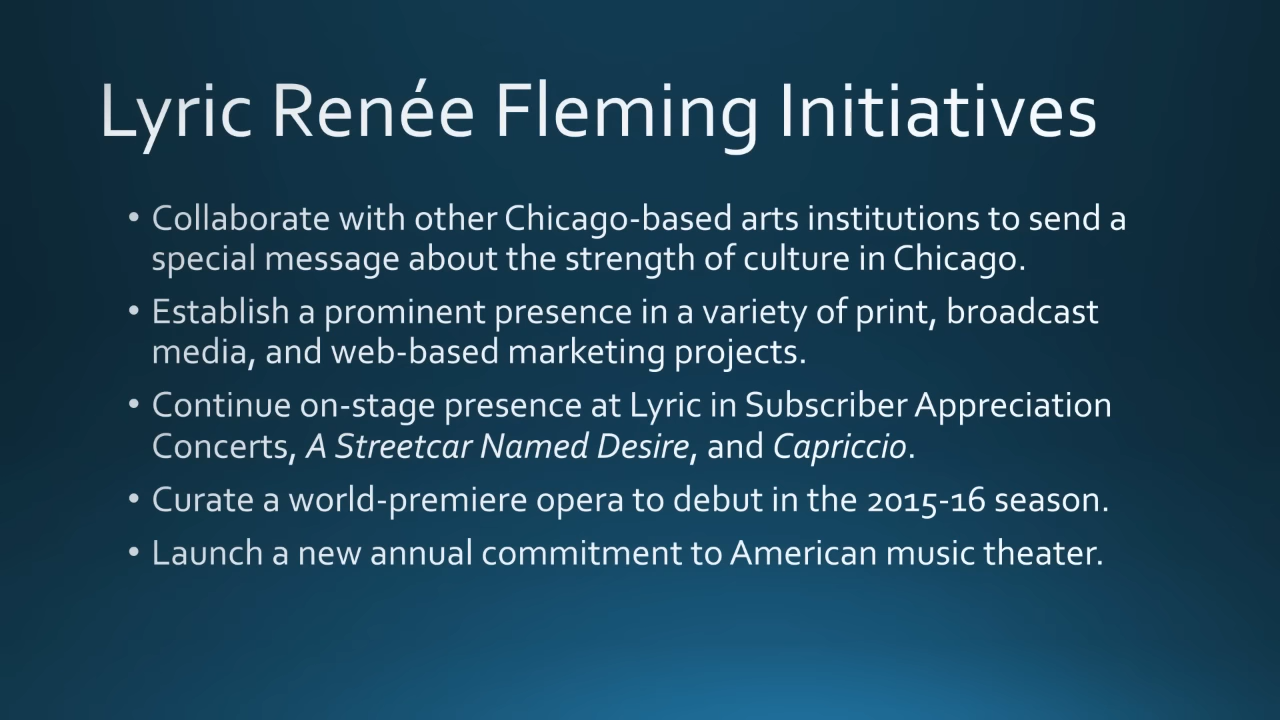 Lyric Renée Fleming Initiatives
• Collaborate with other Chicago-based arts institutions to send a
special message about the strength of culture in Chicago.
• Establish a prominent presence in a variety of print, broadcast
media, and web-based marketing projects.
• Continue on-stage presence at Lyric in Subscriber Appreciation
Concerts, A Streetcar Named Desire, and Capriccio.
• Curate a world-premiere opera to debut in the 2015-16 season.
• Launch a new annual commitment to American music theater.